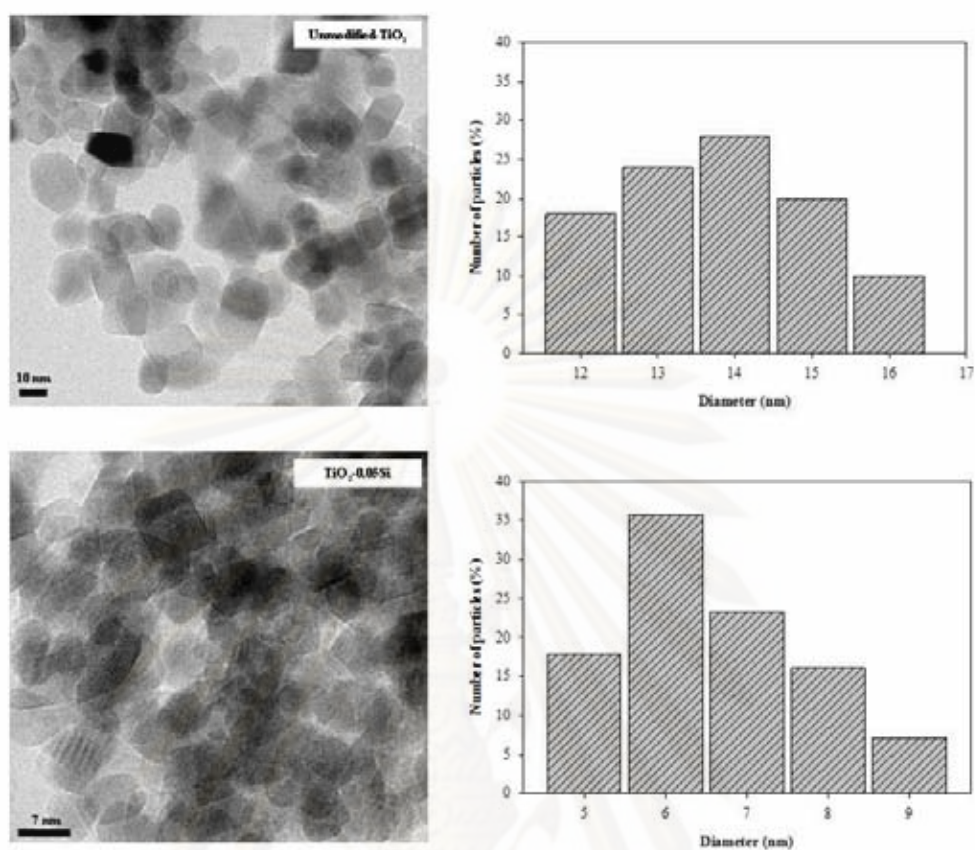 Unmodified-TiO₂
10 nm
40
35
30
25
20
15
10
5
0
Number of particles (%)
12 13 14 15 16 17
Diameter (nm)
TiO₂-0.05Si
7 nm
40
35
30
25
20
15
10
5
0
Number of particles (%)
5 6 7 8 9
Diameter (nm)